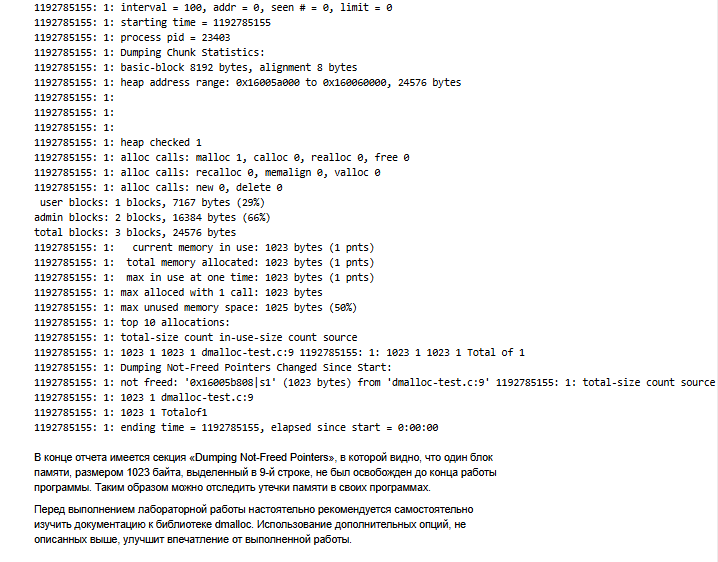 1192785155: 1: interval = 100, addr = 0, seen # = 0, limit = 0
1192785155: 1: starting time = 1192785155
1192785155: 1: process pid = 23403
1192785155: 1: Dumping Chunk Statistics:
1192785155: 1: basic-block 8192 bytes, alignment 8 bytes
1192785155: 1: heap address range: 0x16005a000 to 0x160060000, 24576 bytes
1192785155: 1:
1192785155: 1:
1192785155: 1:
1192785155: 1: heap checked 1
1192785155: 1: alloc calls: malloc 1, calloc 0, realloc 0, free 0
1192785155: 1: alloc calls: recalloc 0, memalign 0, valloc 0
1192785155: 1: alloc calls: new 0, delete 0
user blocks: 1 blocks, 7167 bytes (29%)
admin blocks: 2 blocks, 16384 bytes (66%)
total blocks: 3 blocks, 24576 bytes
1192785155: 1: current memory in use: 1023 bytes (1 pnts)
1192785155: 1: total memory allocated: 1023 bytes (1 pnts)
1192785155: 1: max in use at one time: 1023 bytes (1 pnts)
1192785155: 1: max alloced with 1 call: 1023 bytes
1192785155: 1: max unused memory space: 1025 bytes (50%)
1192785155: 1: top 10 allocations:
1192785155: 1: total-size count in-use-size count source
1192785155: 1: 1023 1 1023 1 dmalloc-test.c:9 1192785155: 1: 1023 1 1023 1 Total of 1
1192785155: 1: Dumping Not-Freed Pointers Changed Since Start:
1192785155: 1: not freed: '0x16005b808|s1' (1023 bytes) from 'dmalloc-test.c:9' 1192785155: 1: total-size count source
1192785155: 1: 1023 1 dmalloc-test.c:9
1192785155: 1: 1023 1 Totalof1
1192785155: 1: ending time = 1192785155, elapsed since start = 0:00:00
В конце отчета имеется секция «Dumping Not-Freed Pointers», в которой видно, что один блок
памяти, размером 1023 байта, выделенный в 9-й строке, не был освобожден до конца работы
программы. Таким образом можно отследить утечки памяти в своих программах.
Перед выполнением лабораторной работы настоятельно рекомендуется самостоятельно
изучить документацию к библиотеке dmalloc. Использование дополнительных опций, не
описанных выше, улучшит впечатление от выполненной работы.